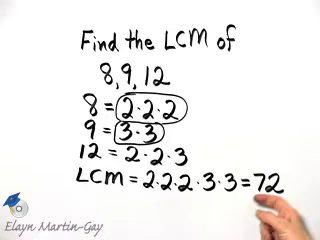 Find the LCM of
8, 9, 12
8 = 2·2·2
9 = 3·3
12 = 2·2·3
LCM = 2·2·2·3·3=72
Elayn Martin-Gay